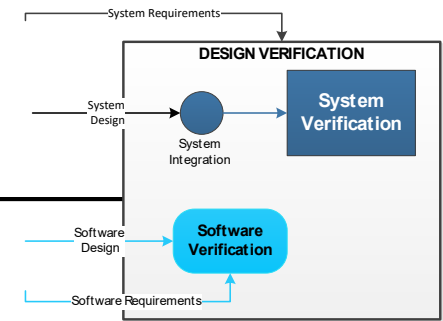 System Requirements
DESIGN VERIFICATION
System
Design
System
Integration
System
Verification
Software
Design
Software
Verification
Software Requirements